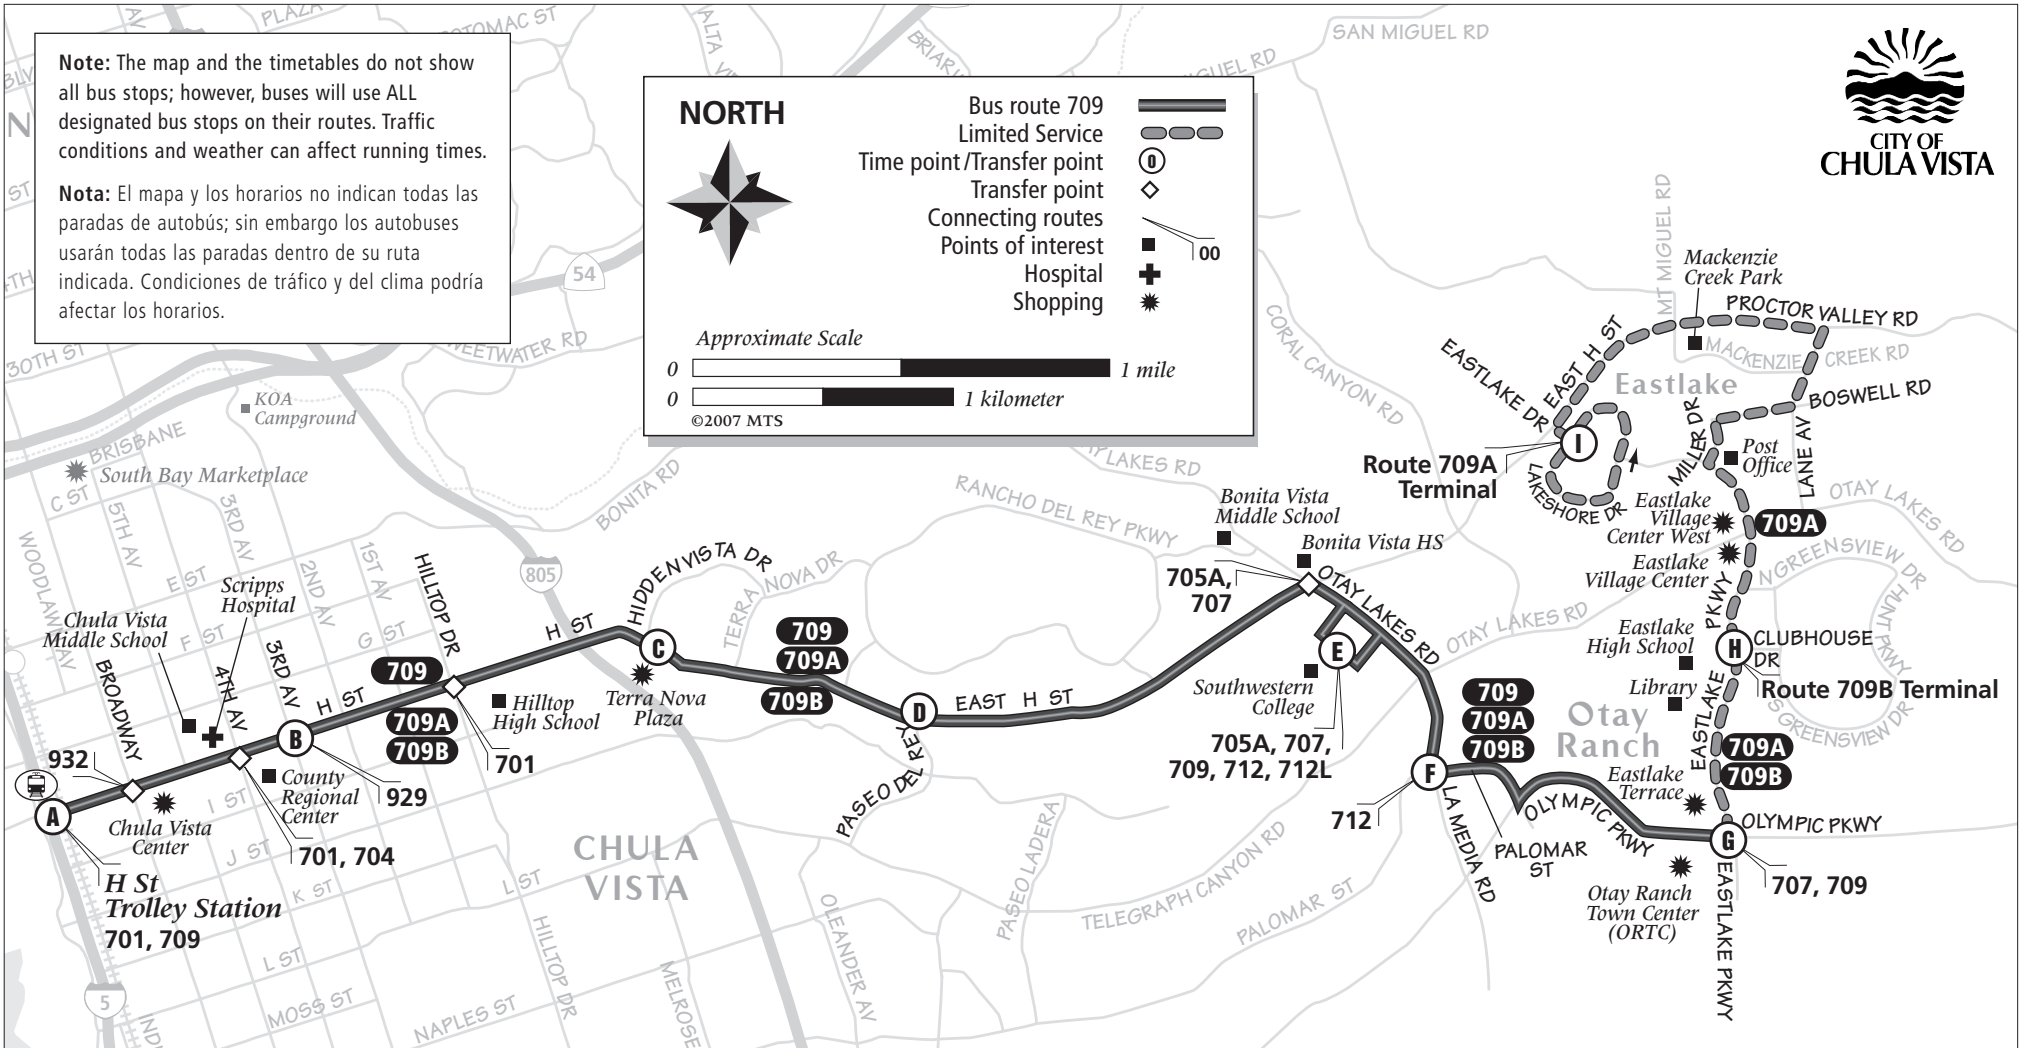 Note: The map and the timetables do not show
all bus stops; however, buses will use ALL
designated bus stops on their routes. Traffic
conditions and weather can affect running times.
Nota: El mapa y los horarios no indican todas las
paradas de autobús; sin embargo los autobuses
usarán todas las paradas dentro de su ruta
indicada. Condiciones de tráfico y del clima podría
afectar los horarios.
NORTH
Bus route 709
Limited Service
Time point/Transfer point
0
Transfer point
Connecting routes
Points of interest
00
Hospital
Shopping
Approximate Scale
0
1 mile
0
1 kilometer
©2007 MTS
CITY OF
CHULA VISTA
PLAZA
AV
POTOMAC ST
ALTA
SAN MIGUEL RD
MIGUEL RD
N
ST
54
30TH ST
SWEETWATER RD
KOA
Campground
BRISBANE
South Bay Marketplace
C ST
5TH AV
3RD AV
WOODLAWN AV
E ST
1ST AV
2ND AV
F ST
G ST
BONITA RD
805
Chula Vista
Middle School
Scripps
Hospital
BROADWAY
4TH AV
3RD AV
H ST
HILLTOP DR
H ST
709
709A
709B
Hilltop
High School
701
932
A
B
929
Chula Vista
Center
County
Regional
Center
701, 704
H St
Trolley Station
701, 709
I ST
J ST
K ST
L ST
L ST
MOSS ST
NAPLES ST
HILLTOP DR
MELROSE
5
CHULA
VISTA
HIDDENVISTA DR
C
Terra Nova
Plaza
TERRA NOVA DR
709
709A
709B
D
EAST H ST
PASEO DEL REY
PASEO LADERA
OLEANDER AV
RANCHO DEL REY PKWY
OTAY LAKES RD
CORAL CANYON RD
Bonita Vista
Middle School
Bonita Vista HS
705A,
707
OTAY LAKES RD
E
Southwestern
College
705A, 707,
709, 712, 712L
OTAY LAKES RD
F
712
709
709A
709B
Otay
Ranch
LA MEDIA RD
PALOMAR
ST
OLYMPIC PKWY
TELEGRAPH CANYON RD
PALOMAR ST
Eastlake
Terrace
Otay Ranch
Town Center
(ORTC)
G
707, 709
OLYMPIC PKWY
EASTLAKE PKWY
709A
709B
EASTLAKE PKWY
Route 709B Terminal
H
CLUBHOUSE
DR
Eastlake
High School
Library
N GREENSVIEW DR
HUNTE PKWY
S GREENSVIEW DR
Eastlake
Village Center
Eastlake
Village
Center West
709A
Post
Office
MILLER DR
LANE AV
OTAY LAKES RD
BOSWELL RD
PROCTOR VALLEY RD
MACKENZIE CREEK RD
Mackenzie
Creek Park
MT MIGUEL RD
Eastlake
EAST H ST
EASTLAKE DR
I
LAKESHORE DR
Route 709A
Terminal